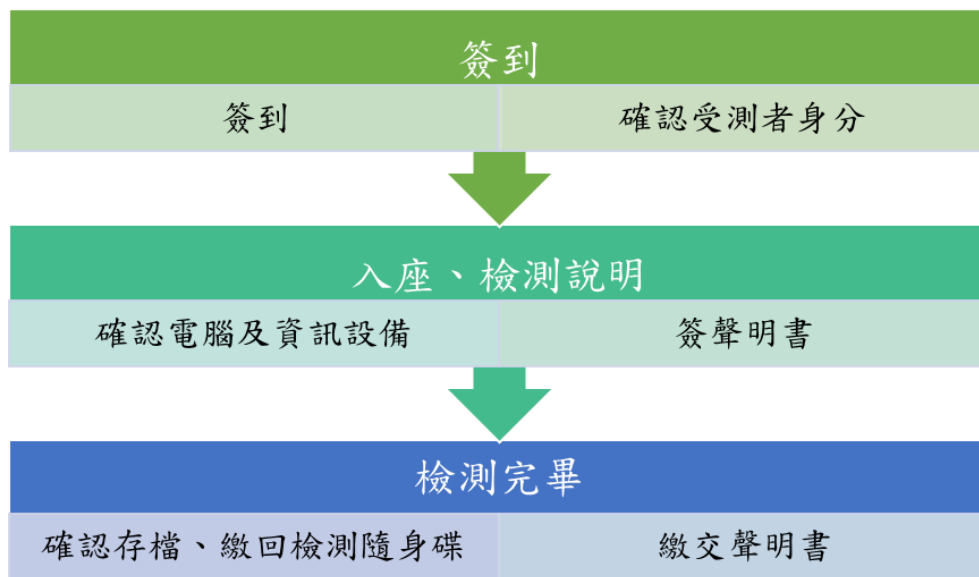 簽到
簽到
確認受測者身分
入座、檢測說明
確認電腦及資訊設備
簽聲明書
檢測完畢
確認存檔、繳回檢測隨身碟
繳交聲明書